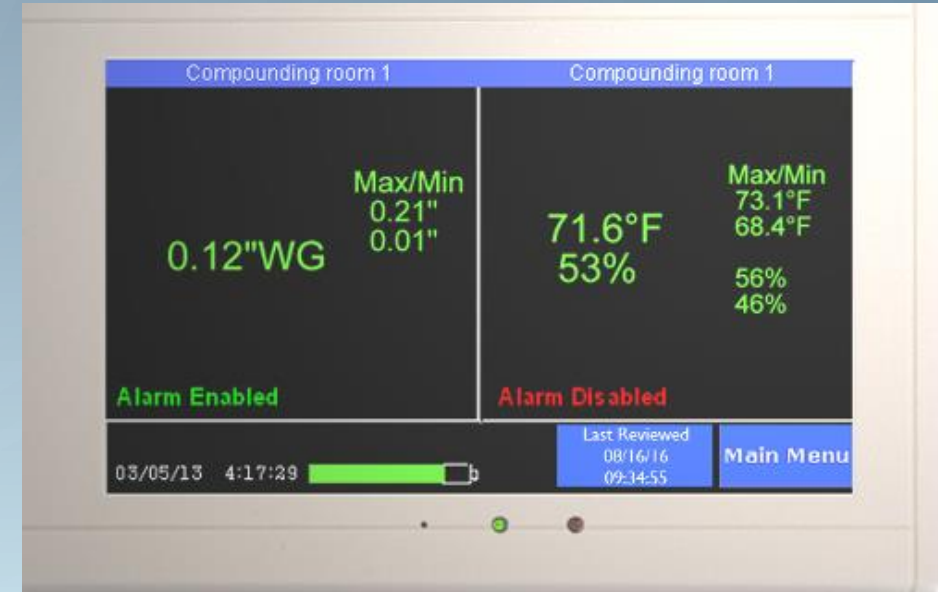 Compounding room 1
Max/Min
0.21"
0.01"
0.12"WG
Alarm Enabled
Compounding room 1
Max/Min
73.1°F
68.4°F
71.6°F
53%
56%
46%
Alarm Disabled
03/05/13 4:17:29
Last Reviewed
08/16/16
09:34:55
Main Menu